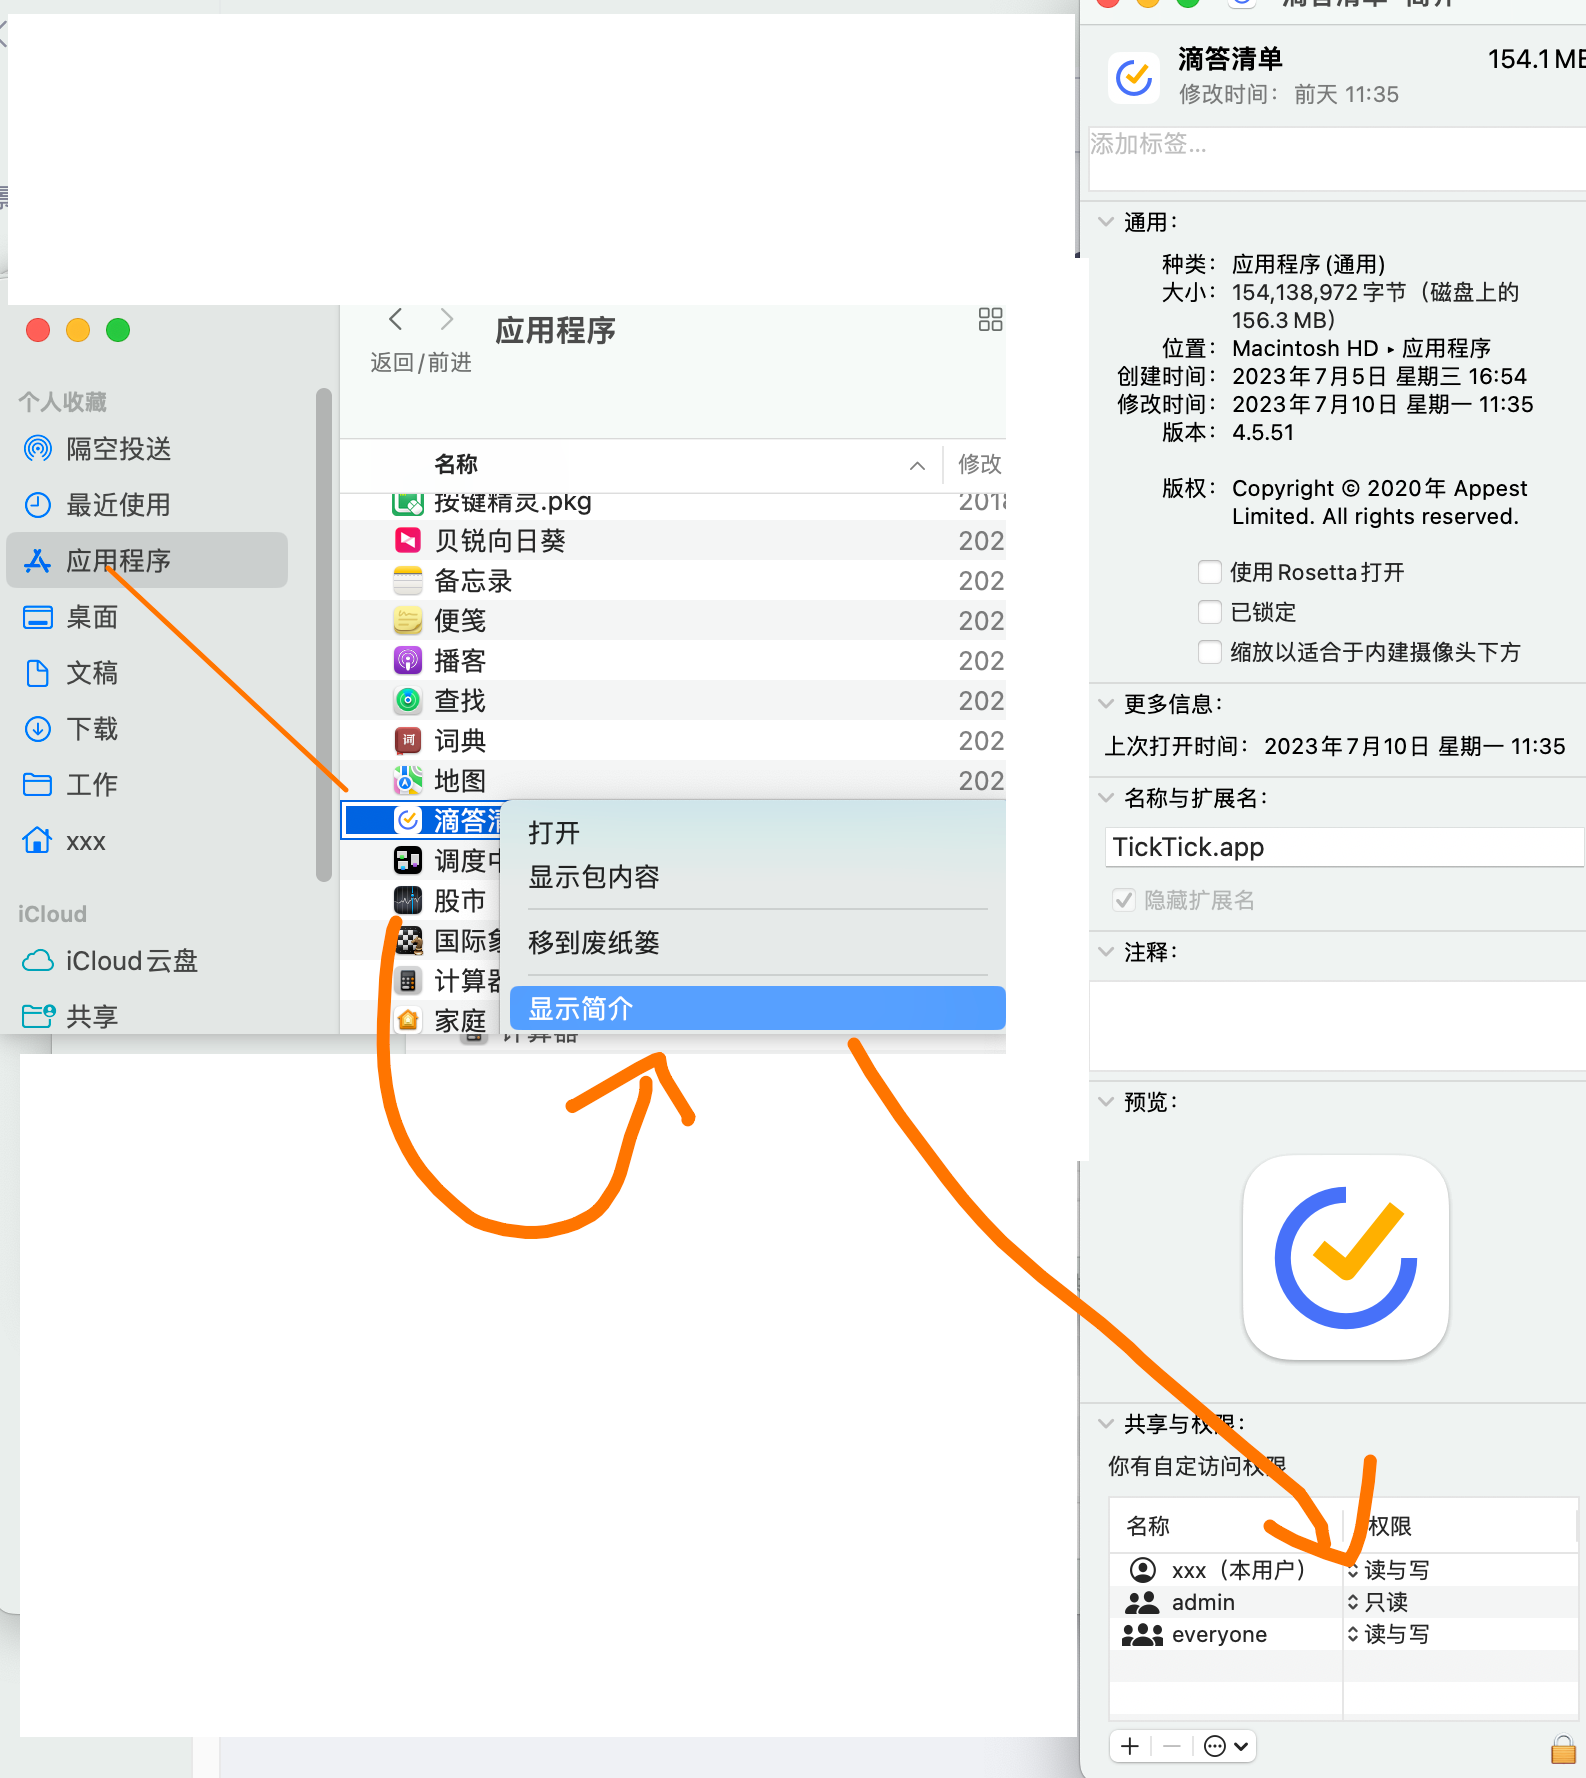 应用程序
返回/前进
个人收藏
隔空投送
最近使用
应用程序
桌面
文稿
下载
工作
xxx
iCloud
iCloud云盘
共享
名称
修改
按键精灵.pkg
贝锐向日葵
202
备忘录
202
便笺
202
播客
202
查找
202
词典
202
地图
202
滴答清
调度中
股市
国际象
计算器
家庭
打开
显示包内容
移到废纸篓
显示简介
计算器
滴答清单
154.1 MB
修改时间: 前天 11:35
添加标签...
通用:
种类: 应用程序 (通用)
大小: 154,138,972 字节（磁盘上的
156.3 MB）
位置: Macintosh HD ▸ 应用程序
创建时间: 2023年7月5日 星期三 16:54
修改时间: 2023年7月10日 星期一 11:35
版本: 4.5.51
版权: Copyright © 2020年 Appest
Limited. All rights reserved.
使用 Rosetta 打开
已锁定
缩放以适合于内建摄像头下方
更多信息:
上次打开时间: 2023年7月10日 星期一 11:35
名称与扩展名:
TickTick.app
隐藏扩展名
注释:
预览:
共享与权限:
你有自定访问权限
名称
权限
xxx（本用户）
读与写
admin
只读
everyone
读与写